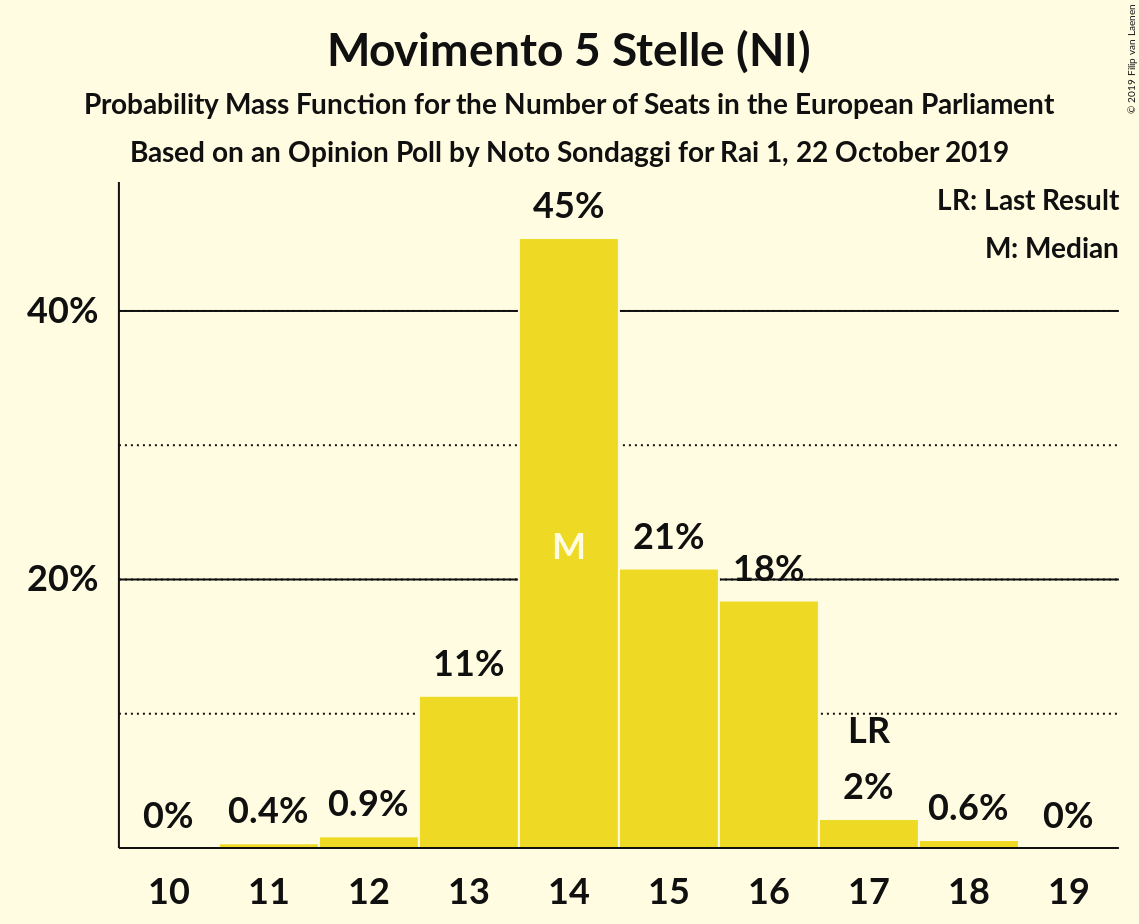 Movimento 5 Stelle (NI)
Probability Mass Function for the Number of Seats in the European Parliament
Based on an Opinion Poll by Noto Sondaggi for Rai 1, 22 October 2019
© 2019 Filip van Laenen
LR: Last Result
M: Median
45%
40%
M
21%
20%
18%
11%
LR
2%
0%
0.4%
0.9%
0.6%
0%
10 11 12 13 14 15 16 17 18 19